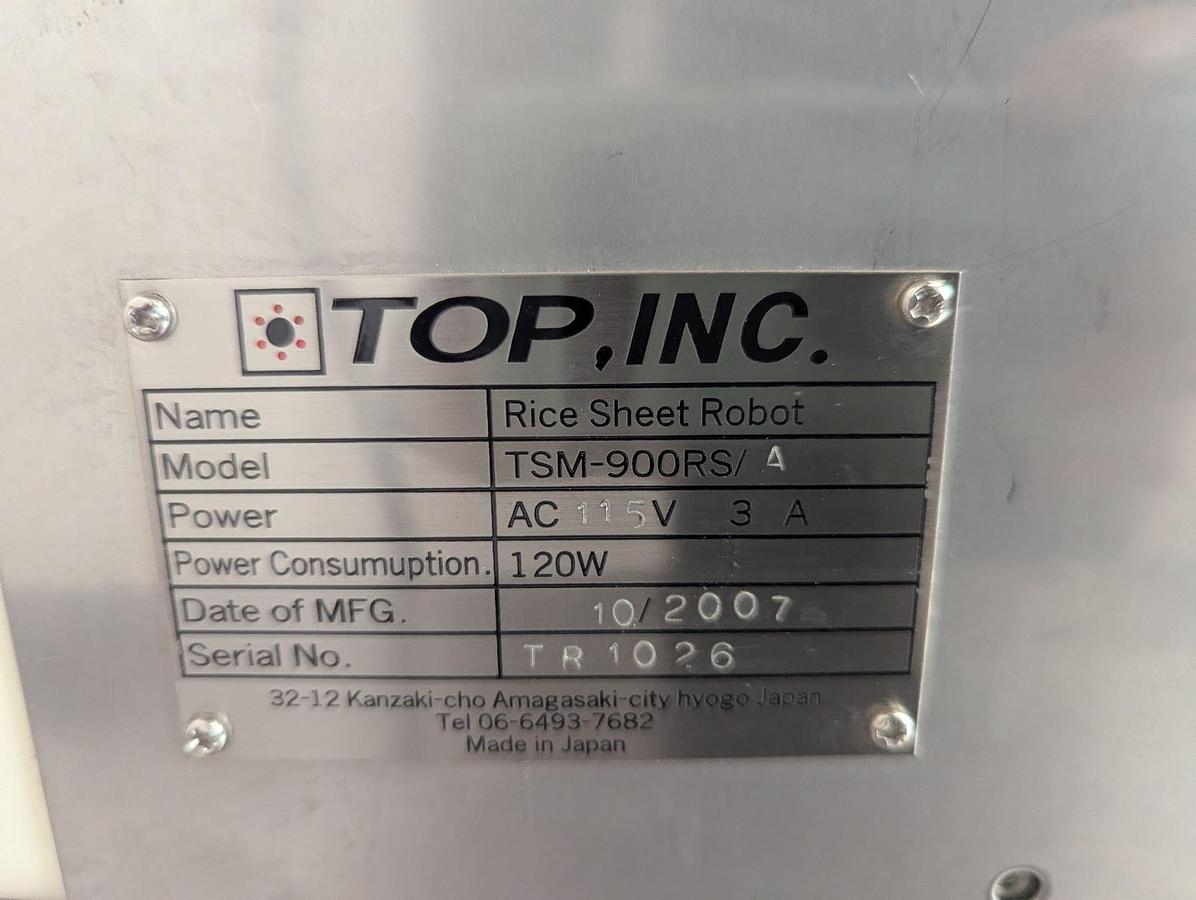 TOP, INC.
Name Rice Sheet Robot
Model TSM-900RS/ A
Power AC 115V 3 A
Power Consumuption. 120W
Date of MFG. 10/2007
Serial No. TR1026
32-12 Kanzaki-cho Amagasaki-city hyogo Japan
Tel 06-6493-7682
Made in Japan